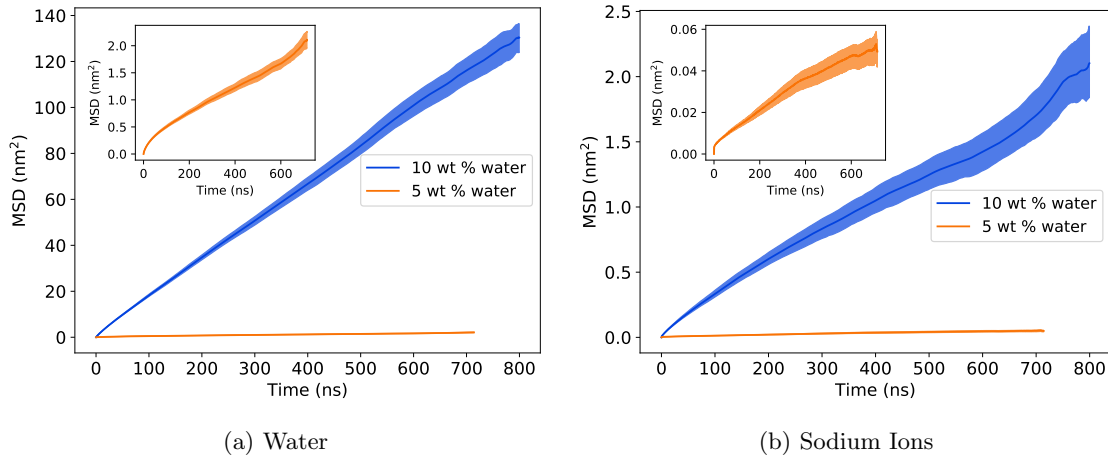 140
120
100
80
60
40
20
0
MSD (nm²)
0 100 200 300 400 500 600 700 800
Time (ns)
2.0
1.5
1.0
0.5
0.0
MSD (nm²)
0 200 400 600
Time (ns)
10 wt % water
5 wt % water
(a) Water
2.5
2.0
1.5
1.0
0.5
0.0
MSD (nm²)
0 100 200 300 400 500 600 700 800
Time (ns)
0.06
0.04
0.02
0.00
MSD (nm²)
0 200 400 600
Time (ns)
10 wt % water
5 wt % water
(b) Sodium Ions